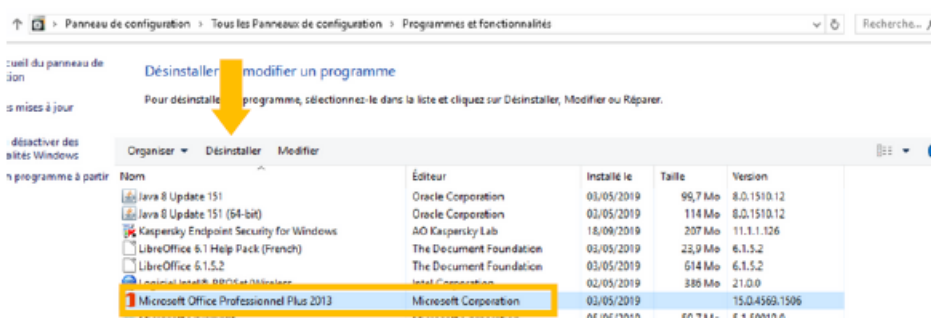 Panneau de configuration > Tous les Panneaux de configuration > Programmes et fonctionnalités
Recherche...
cueil du panneau de
tion
s mises à jour
désactiver des
alités Windows
n programme à partir
Désinstaller modifier un programme
Pour désinstalle programme, sélectionnez-le dans la liste et cliquez sur Désinstaller, Modifier ou Réparer.
Organiser Désinstaller Modifier
Nom Éditeur Installé le Taille Version
Java 8 Update 151 Oracle Corporation 03/05/2019 99,7 Mo 8.0.1510.12
Java 8 Update 151 (64-bit) Oracle Corporation 03/05/2019 114 Mo 8.0.1510.12
Kaspersky Endpoint Security for Windows AO Kaspersky Lab 18/09/2019 207 Mo 11.1.1.126
LibreOffice 6.1 Help Pack (French) The Document Foundation 03/05/2019 23,9 Mo 6.1.5.2
LibreOffice 6.1.5.2 The Document Foundation 03/05/2019 614 Mo 6.1.5.2
Logiciel Intel® PROSet/Wireless Intel Corporation 02/05/2019 386 Mo 21.0.0
Microsoft Office Professionnel Plus 2013 Microsoft Corporation 03/05/2019 15.0.4569.1506